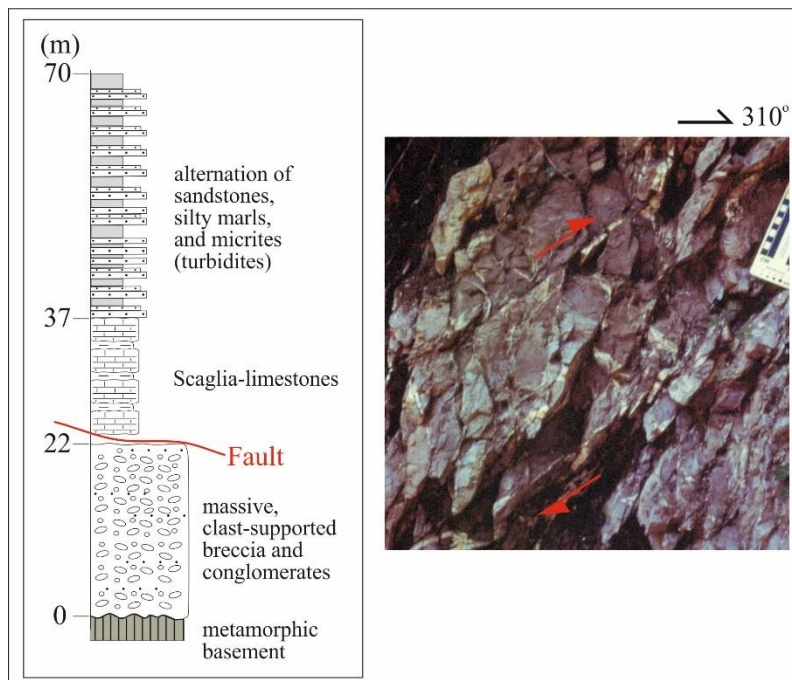 (m)
70
alternation of
sandstones,
silty marls,
and micrites
(turbidites)
37
Scaglia-limestones
22
Fault
massive,
clast-supported
breccia and
conglomerates
0
metamorphic
basement
310°